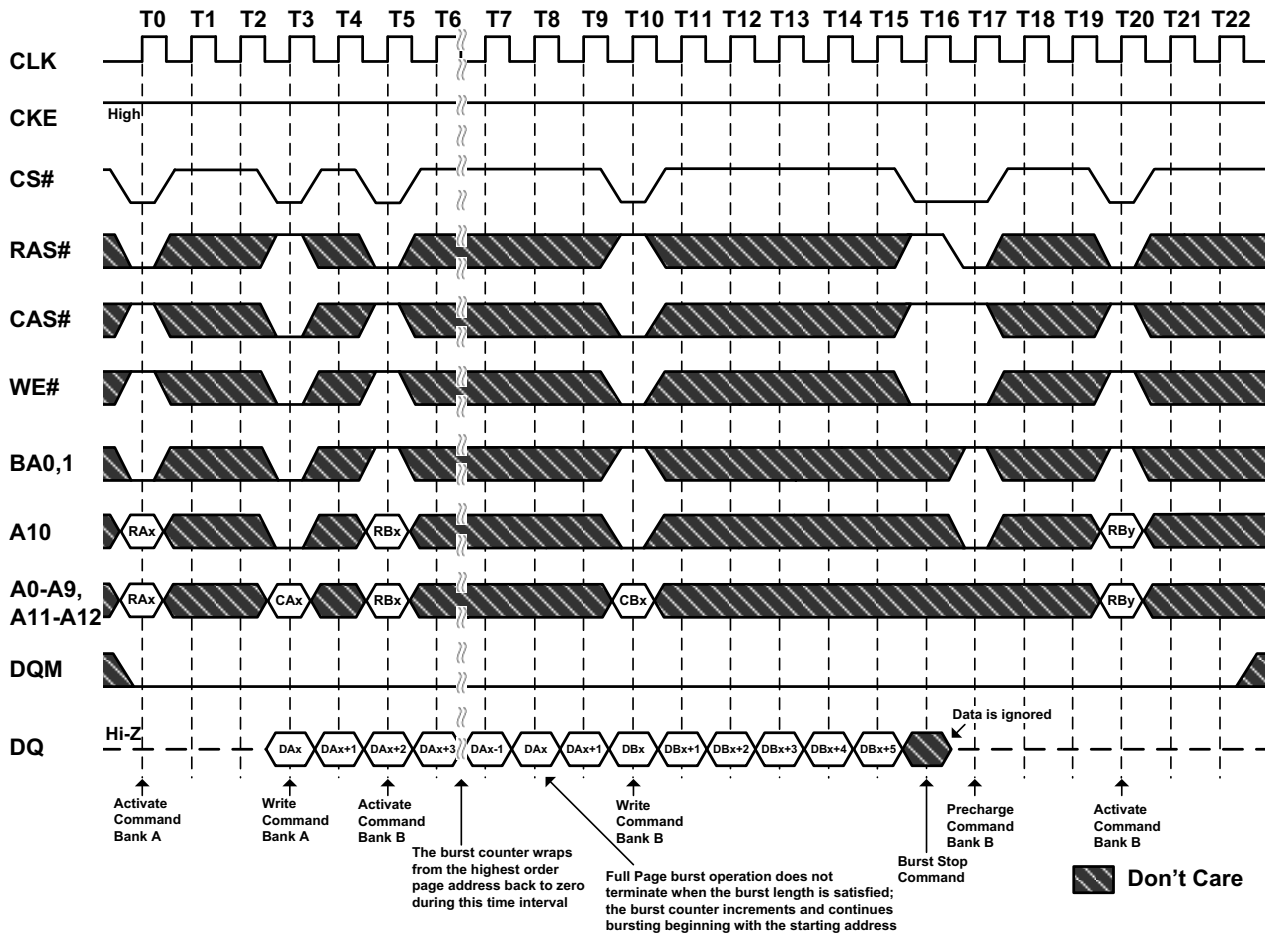 T0 T1 T2 T3 T4 T5 T6 T7 T8 T9 T10 T11 T12 T13 T14 T15 T16 T17 T18 T19 T20 T21 T22
CLK
CKE
High
CS#
RAS#
CAS#
WE#
BA0,1
A10
RAx RBx RBy
A0-A9,
A11-A12
RAx CAx RBx CBx RBy
DQM
Data is ignored
DQ
Hi-Z
DAx DAx+1 DAx+2 DAx+3 DAx-1 DAx DAx+1 DBx DBx+1 DBx+2 DBx+3 DBx+4 DBx+5
Activate
Command
Bank A
Write
Command
Bank A
Activate
Command
Bank B
The burst counter wraps
from the highest order
page address back to zero
during this time interval
Write
Command
Bank B
Full Page burst operation does not
terminate when the burst length is satisfied;
the burst counter increments and continues
bursting beginning with the starting address
Burst Stop
Command
Precharge
Command
Bank B
Activate
Command
Bank B
Don't Care